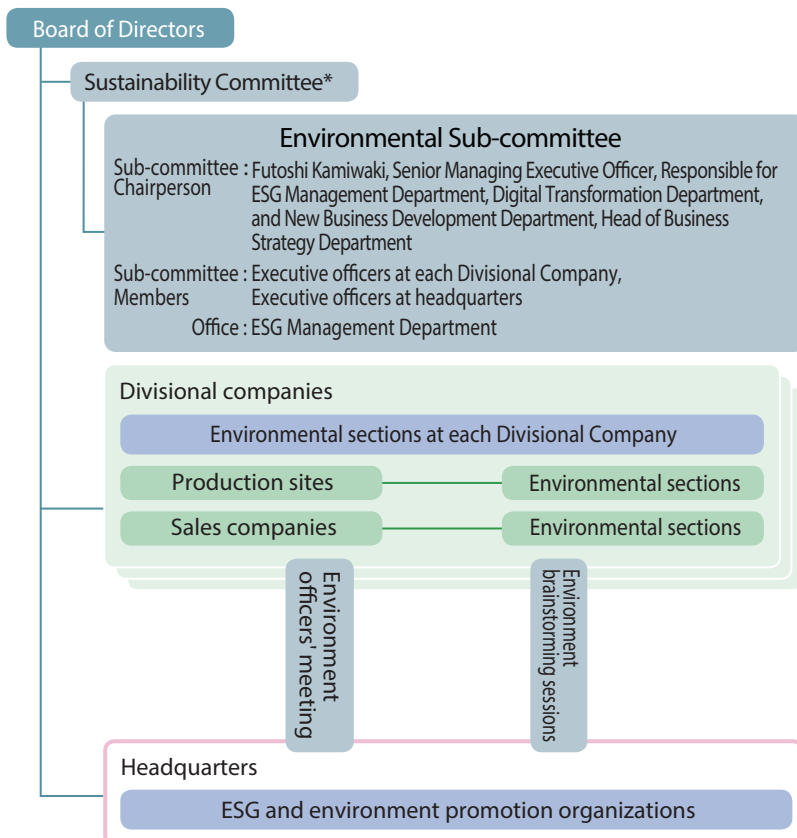 Board of Directors
Sustainability Committee*
Environmental Sub-committee
Sub-committee : Futoshi Kamiwaki, Senior Managing Executive Officer, Responsible for
Chairperson ESG Management Department, Digital Transformation Department,
and New Business Development Department, Head of Business
Strategy Department
Sub-committee : Executive officers at each Divisional Company,
Members Executive officers at headquarters
Office : ESG Management Department
Divisional companies
Environmental sections at each Divisional Company
Production sites Environmental sections
Sales companies Environmental sections
Environment
officers' meeting
Environment
brainstorming sessions
Headquarters
ESG and environment promotion organizations